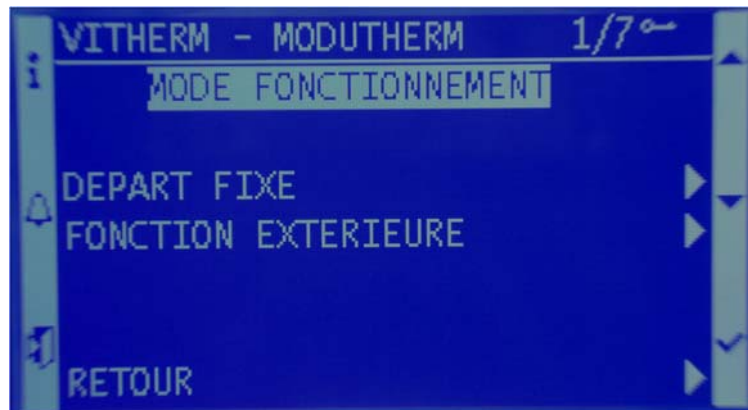 VITHERM - MODUTHERM 1/7
MODE FONCTIONNEMENT
DEPART FIXE
FONCTION EXTERIEURE
RETOUR